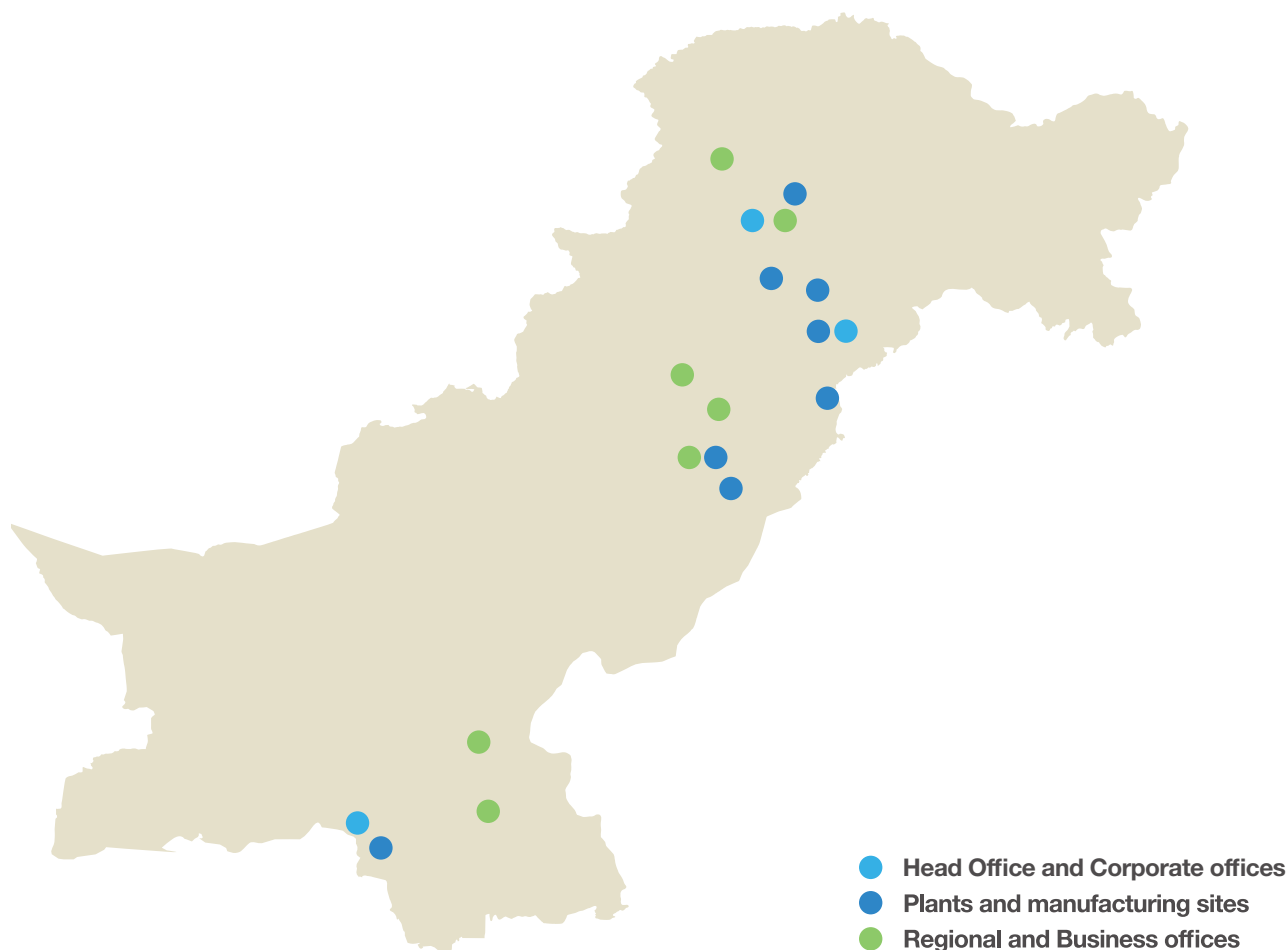 Head Office and Corporate offices
Plants and manufacturing sites
Regional and Business offices